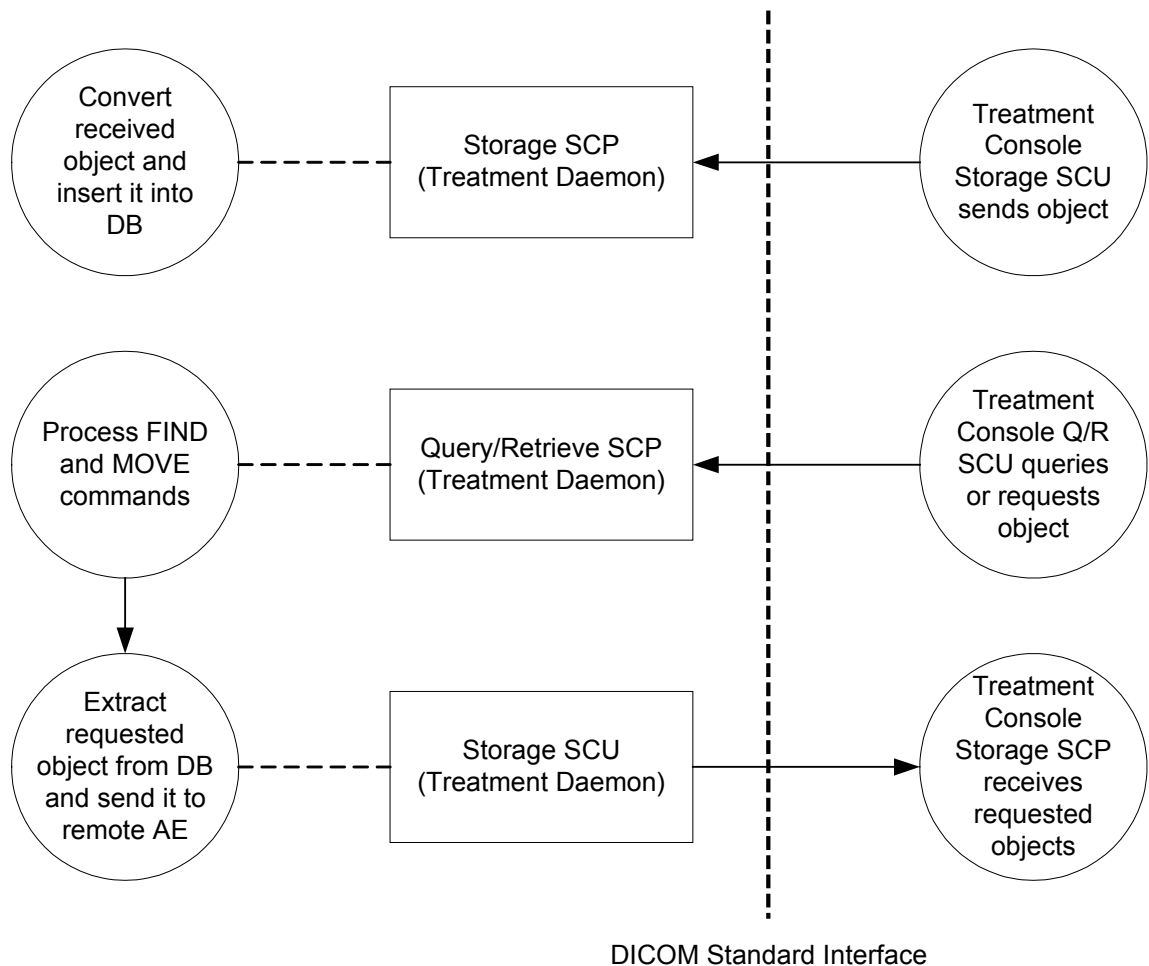 Convert
received
object and
insert it into
DB
Storage SCP
(Treatment Daemon)
Treatment
Console
Storage SCU
sends object
Process FIND
and MOVE
commands
Query/Retrieve SCP
(Treatment Daemon)
Treatment
Console Q/R
SCU queries
or requests
object
Extract
requested
object from DB
and send it to
remote AE
Storage SCU
(Treatment Daemon)
Treatment
Console
Storage SCP
receives
requested
objects
DICOM Standard Interface